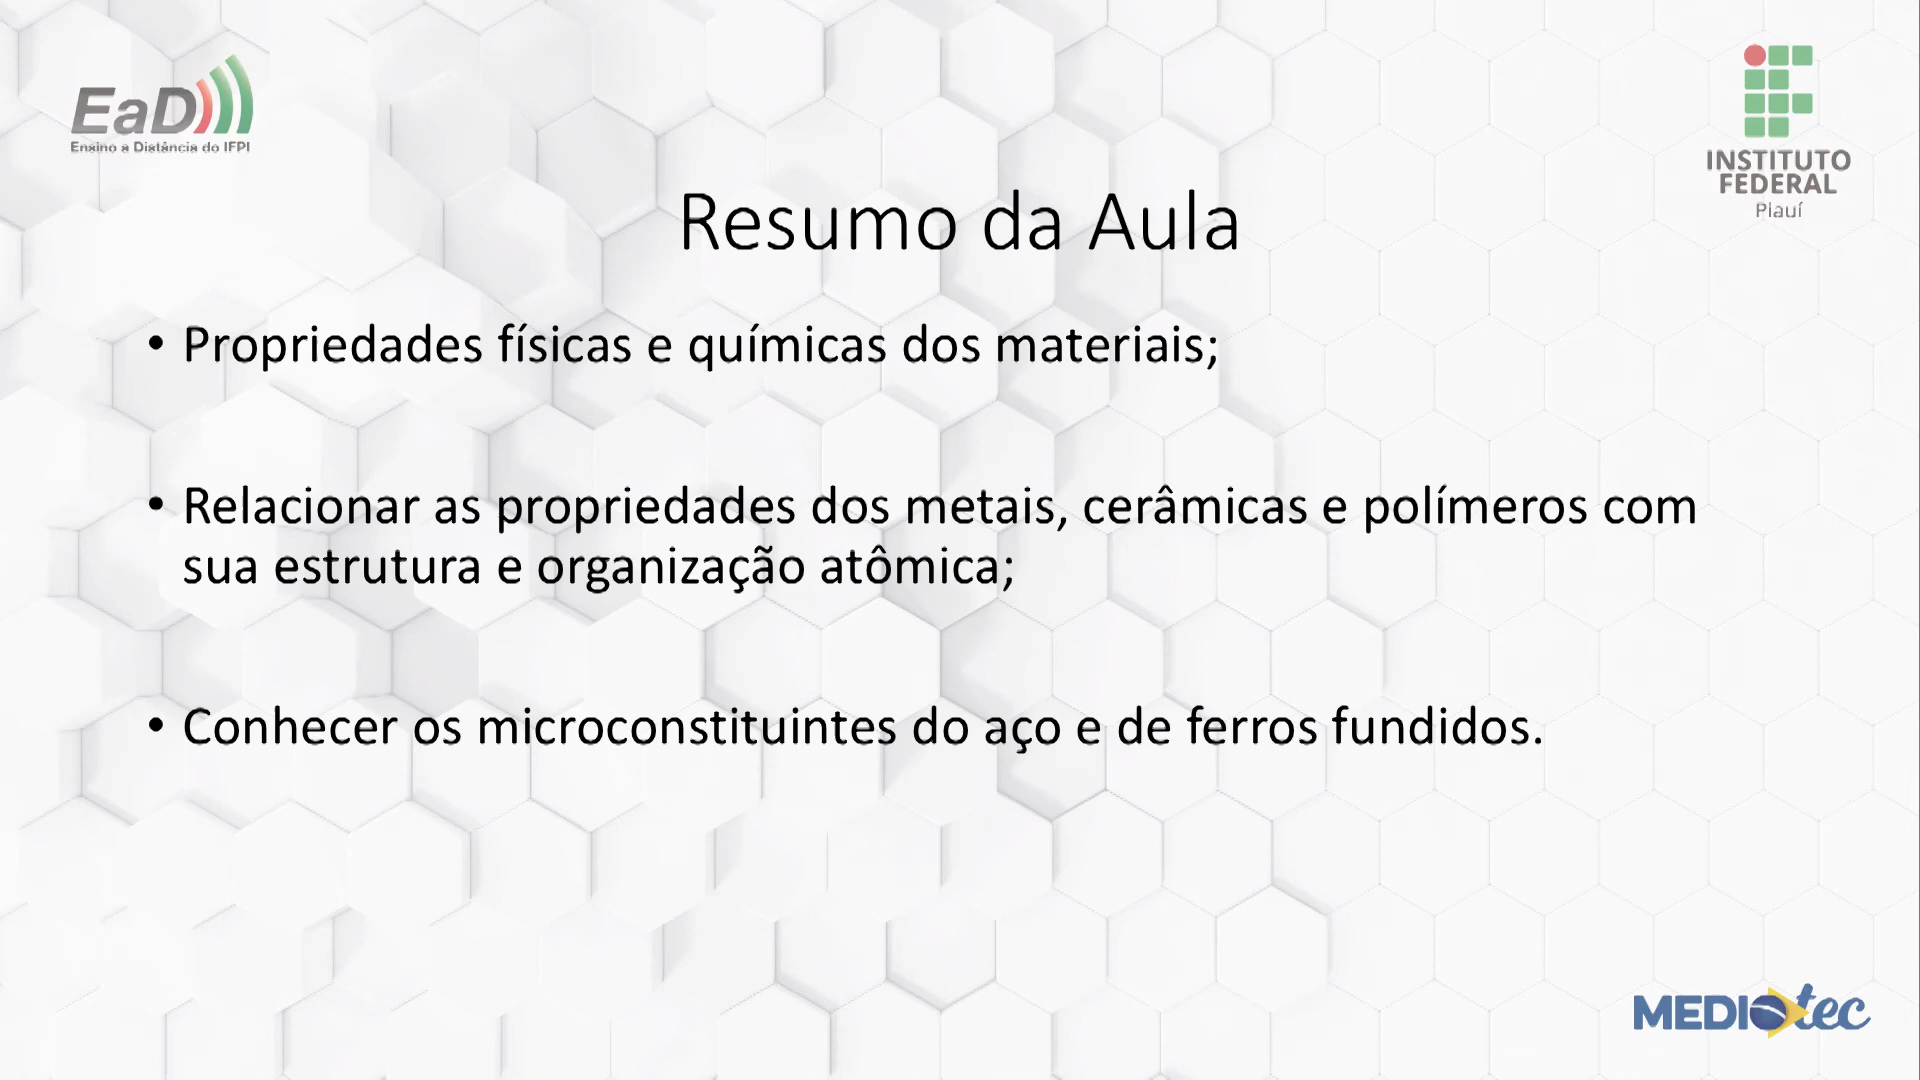 EaD
Ensino a Distância do IFPI
INSTITUTO
FEDERAL
Piauí
Resumo da Aula
• Propriedades físicas e químicas dos materiais;
• Relacionar as propriedades dos metais, cerâmicas e polímeros com
sua estrutura e organização atômica;
• Conhecer os microconstituintes do aço e de ferros fundidos.
MEDIOtec